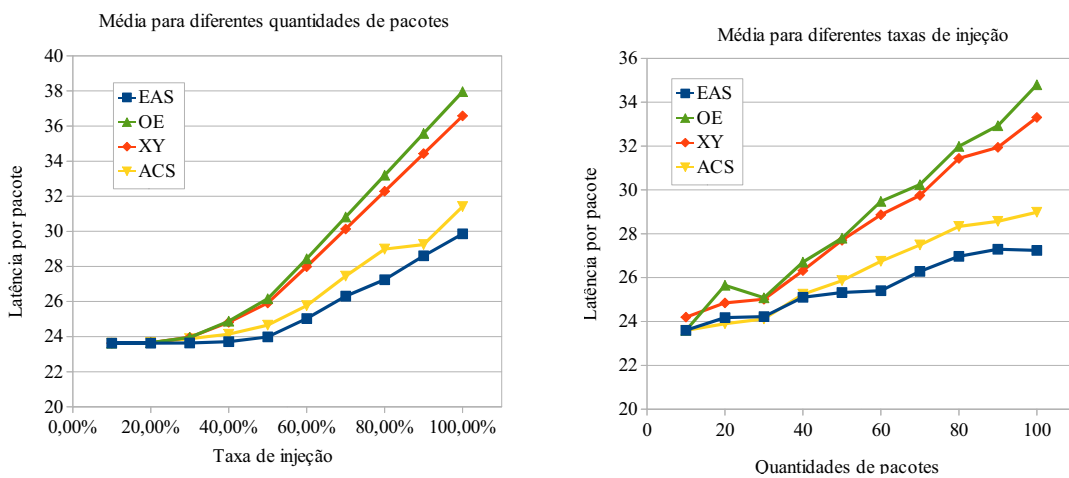 Média para diferentes quantidades de pacotes
40
38
36
34
32
30
28
26
24
22
20
Latência por pacote
EAS
OE
XY
ACS
0,00% 20,00% 40,00% 60,00% 80,00% 100,00%
Taxa de injeção
Média para diferentes taxas de injeção
36
34
32
30
28
26
24
22
20
Latência por pacote
EAS
OE
XY
ACS
0 20 40 60 80 100
Quantidades de pacotes